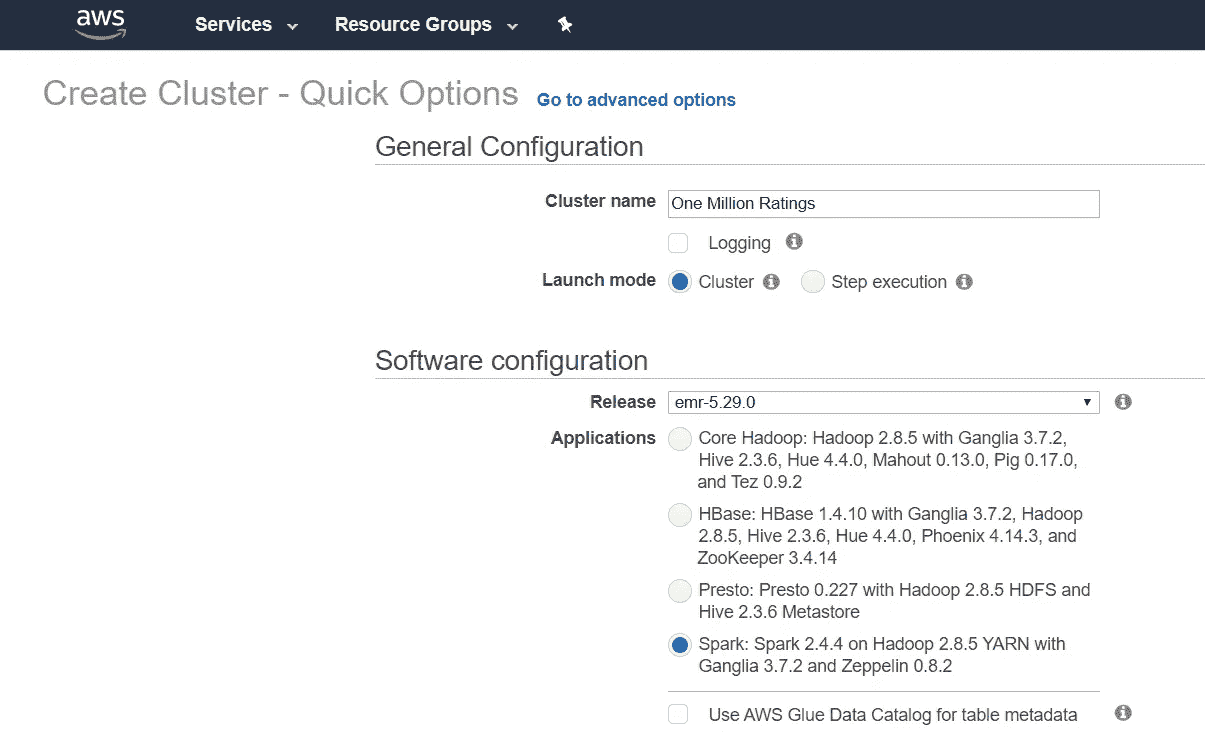 aws
Services
Resource Groups
Create Cluster - Quick Options
Go to advanced options
General Configuration
Cluster name
One Million Ratings
Logging
Launch mode
Cluster
Step execution
Software configuration
Release
emr-5.29.0
Applications
Core Hadoop: Hadoop 2.8.5 with Ganglia 3.7.2,
Hive 2.3.6, Hue 4.4.0, Mahout 0.13.0, Pig 0.17.0,
and Tez 0.9.2
HBase: HBase 1.4.10 with Ganglia 3.7.2, Hadoop
2.8.5, Hive 2.3.6, Hue 4.4.0, Phoenix 4.14.3, and
ZooKeeper 3.4.14
Presto: Presto 0.227 with Hadoop 2.8.5 HDFS and
Hive 2.3.6 Metastore
Spark: Spark 2.4.4 on Hadoop 2.8.5 YARN with
Ganglia 3.7.2 and Zeppelin 0.8.2
Use AWS Glue Data Catalog for table metadata